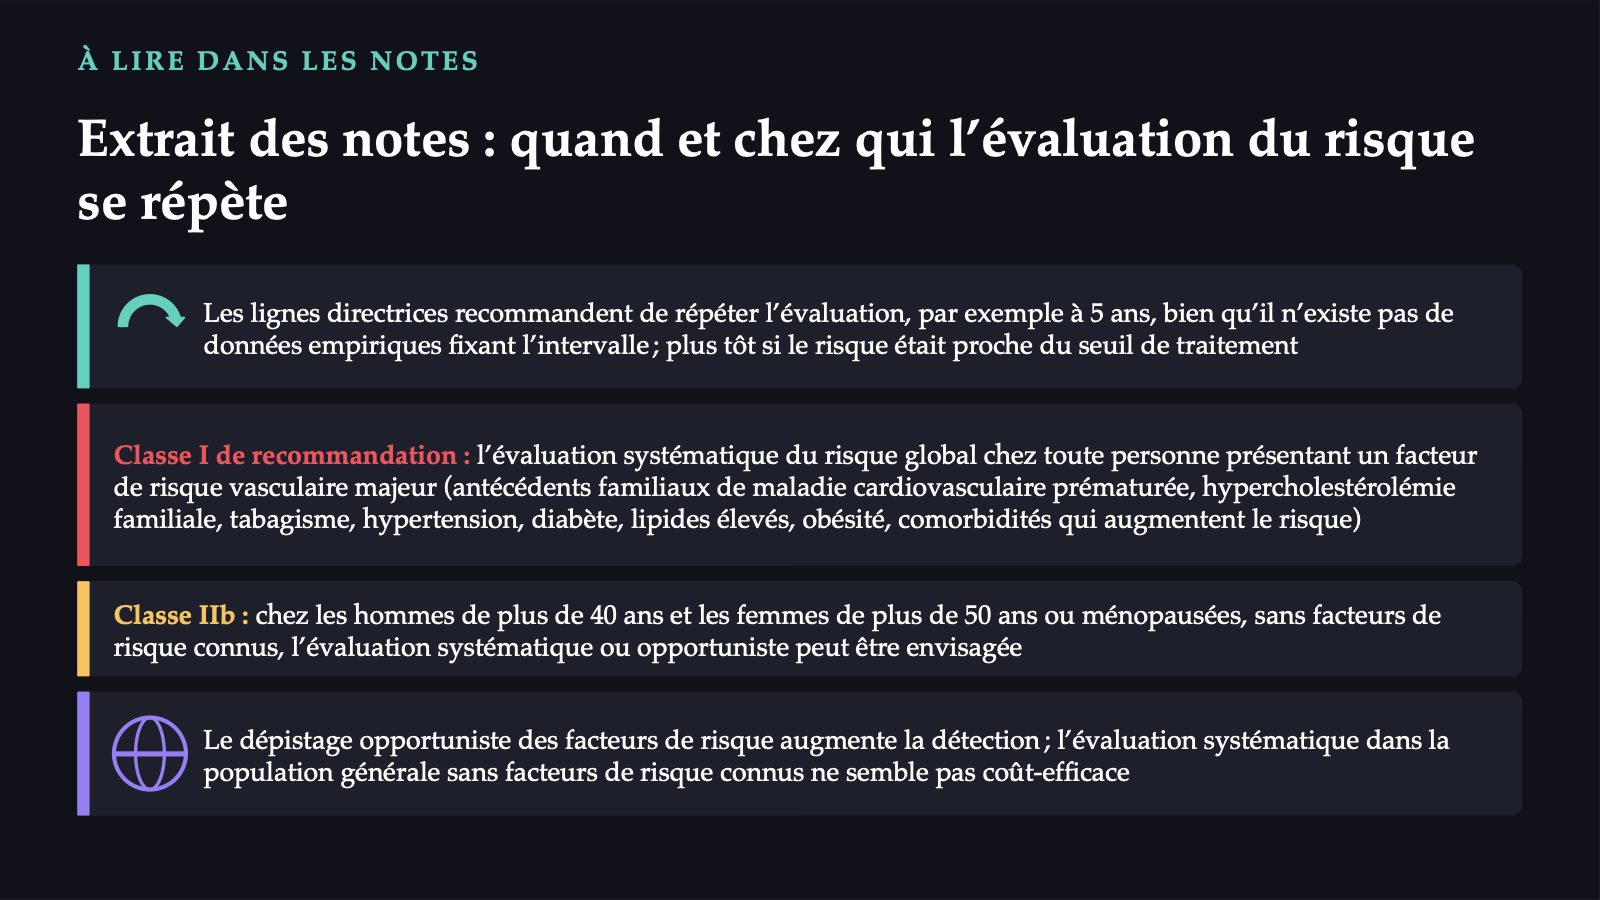 À LIRE DANS LES NOTES
Extrait des notes : quand et chez qui l’évaluation du risque
se répète
Les lignes directrices recommandent de répéter l’évaluation, par exemple à 5 ans, bien qu’il n’existe pas de
données empiriques fixant l’intervalle ; plus tôt si le risque était proche du seuil de traitement
Classe I de recommandation : l’évaluation systématique du risque global chez toute personne présentant un facteur
de risque vasculaire majeur (antécédents familiaux de maladie cardiovasculaire prématurée, hypercholestérolémie
familiale, tabagisme, hypertension, diabète, lipides élevés, obésité, comorbidités qui augmentent le risque)
Classe IIb : chez les hommes de plus de 40 ans et les femmes de plus de 50 ans ou ménopausées, sans facteurs de
risque connus, l’évaluation systématique ou opportuniste peut être envisagée
Le dépistage opportuniste des facteurs de risque augmente la détection ; l’évaluation systématique dans la
population générale sans facteurs de risque connus ne semble pas coût-efficace